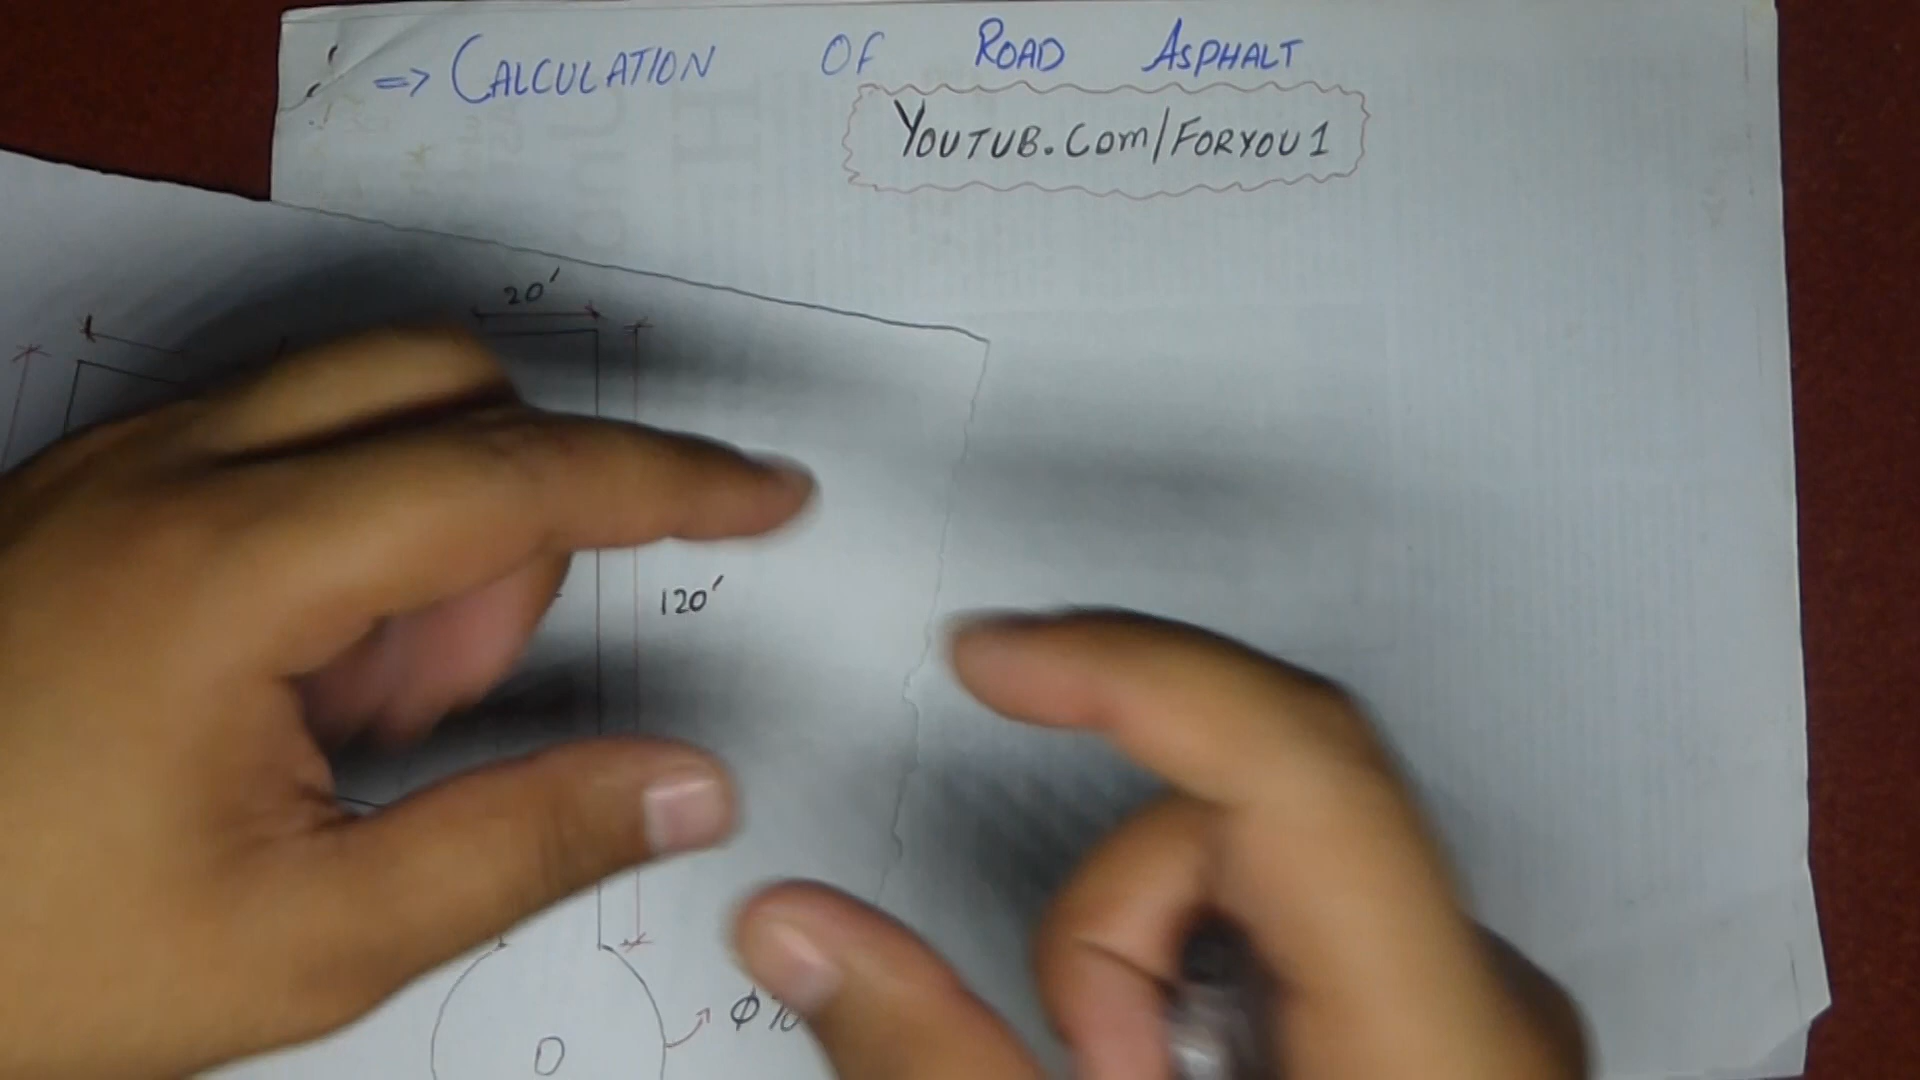 => CALCULATION OF ROAD ASPHALT
YOUTUB.COM/FORYOU1
20'
120'
D